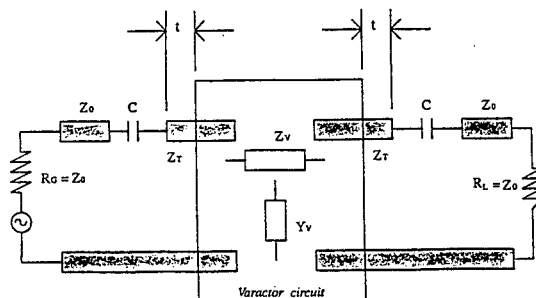 t
t
Z0
C
C
Z0
ZT
ZV
ZT
RG = Z0
RL = Z0
YV
Varactor circuit